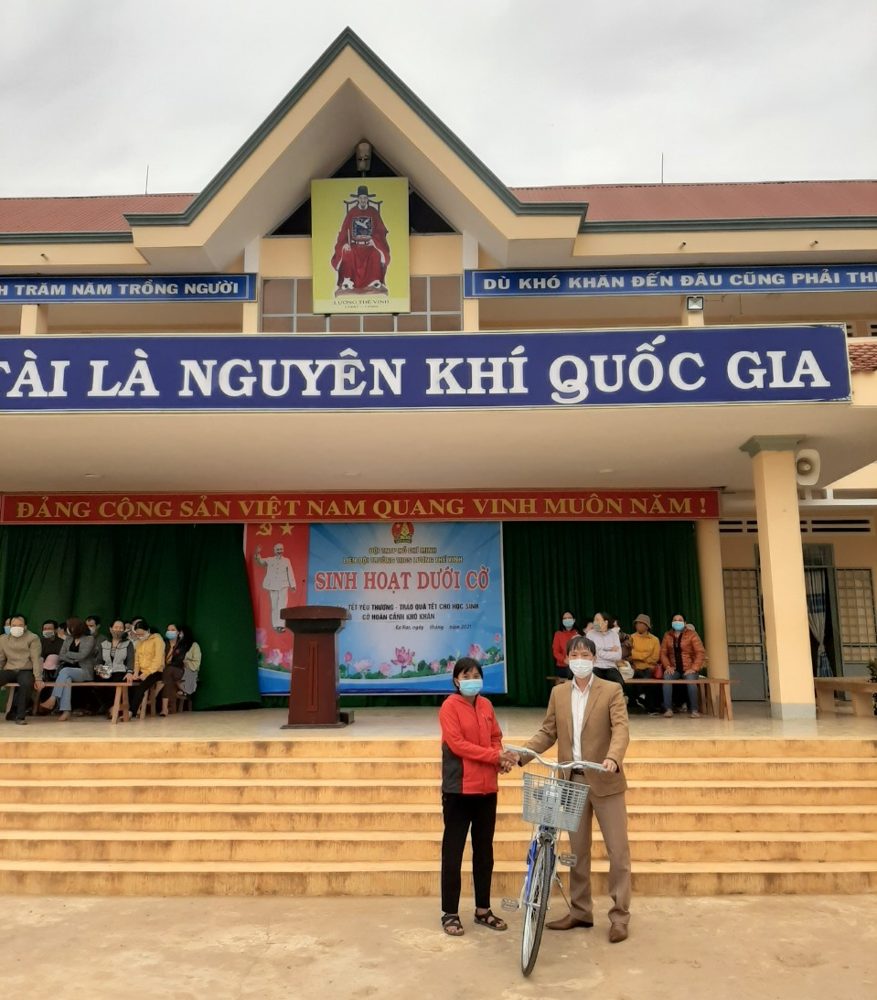 LƯƠNG THẾ VINH
TRĂM NĂM TRỒNG NGƯỜI
DÙ KHÓ KHĂN ĐẾN ĐÂU CŨNG PHẢI
TÀI LÀ NGUYÊN KHÍ QUỐC GIA
ĐẢNG CỘNG SẢN VIỆT NAM QUANG VINH MUÔN NĂM !
ĐỘI TNTP HỒ CHÍ MINH
LIÊN ĐỘI TRƯỜNG THCS LƯƠNG THẾ VINH
SINH HOẠT DƯỚI CỜ
TẾT YÊU THƯƠNG - TRAO QUÀ TẾT CHO HỌC SINH
CÓ HOÀN CẢNH KHÓ KHĂN
Ea Kar, ngày tháng năm 2021